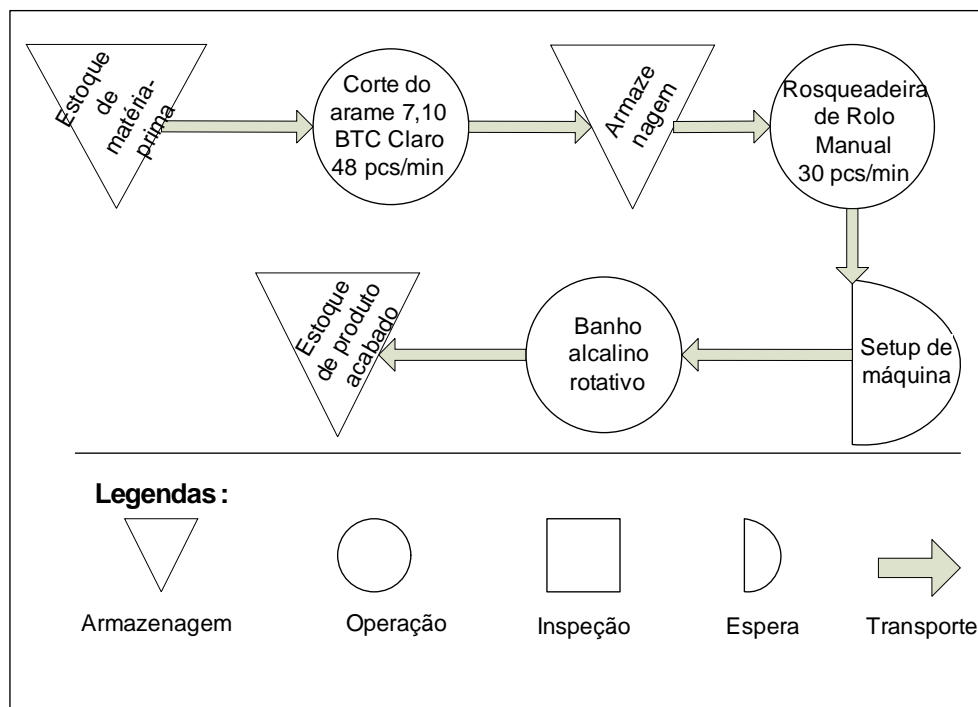 Estoque
de
matéria-
prima
Corte do
arame 7,10
BTC Claro
48 pcs/min
Armaze
nagem
Rosqueadeira
de Rolo
Manual
30 pcs/min
Setup de
máquina
Banho
alcalino
rotativo
Estoque
de produto
acabado
Legendas :
Armazenagem
Operação
Inspeção
Espera
Transporte